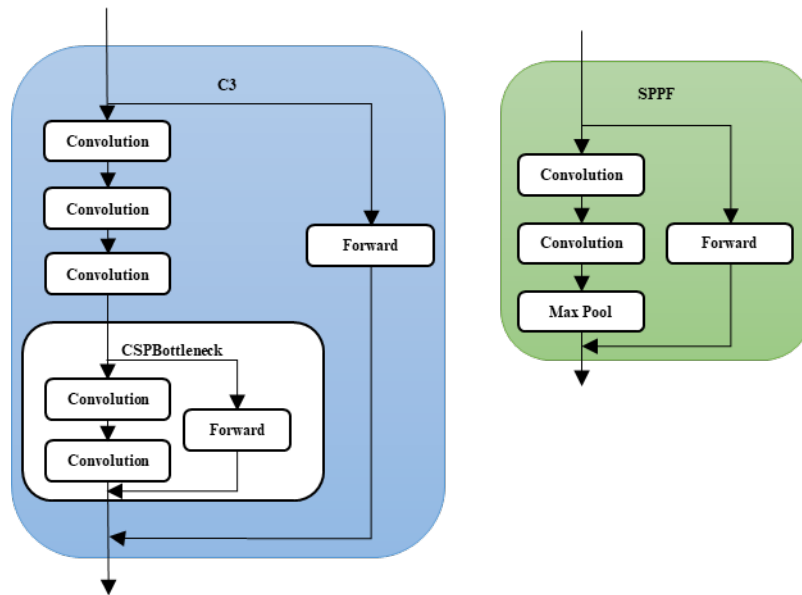 C3
Convolution
Convolution
Convolution
Forward
CSPBottleneck
Convolution
Forward
Convolution
SPPF
Convolution
Convolution
Forward
Max Pool